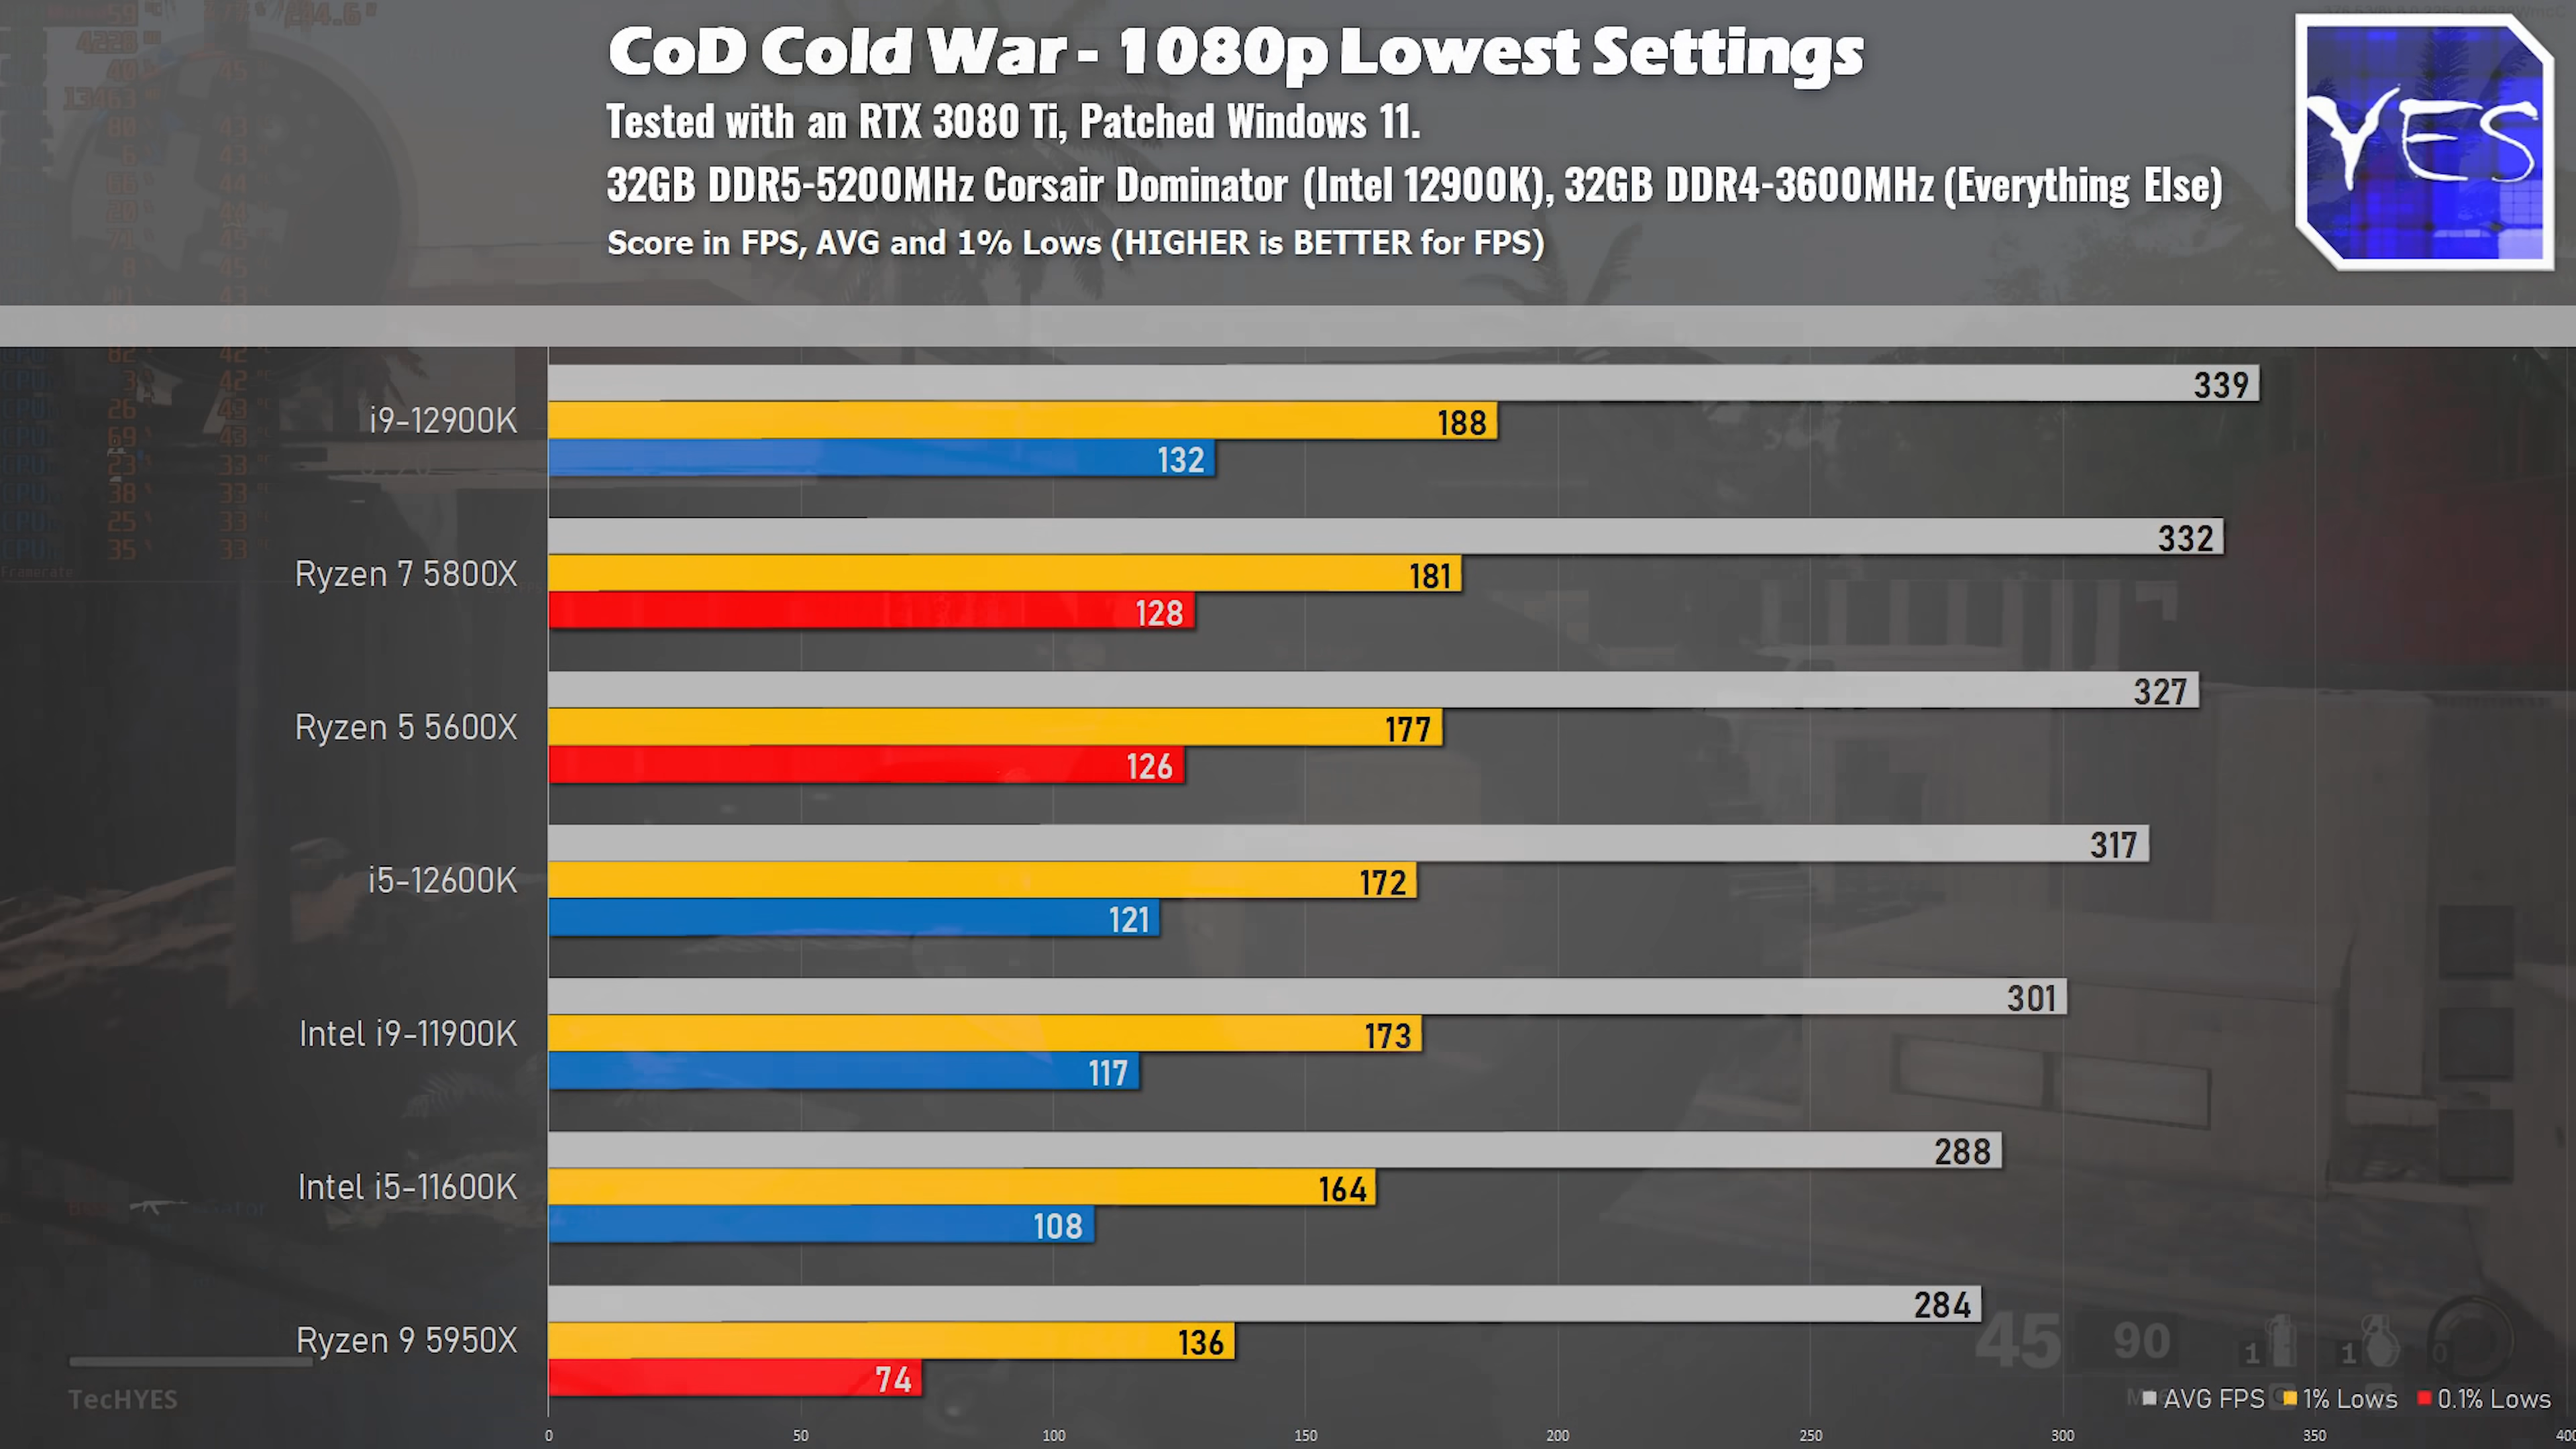 CoD Cold War - 1080p Lowest Settings
Tested with an RTX 3080 Ti, Patched Windows 11.
32GB DDR5-5200MHz Corsair Dominator (Intel 12900K), 32GB DDR4-3600MHz (Everything Else)
Score in FPS, AVG and 1% Lows (HIGHER is BETTER for FPS)
YES
i9-12900K
339
188
132
Ryzen 7 5800X
332
181
128
Ryzen 5 5600X
327
177
126
i5-12600K
317
172
121
Intel i9-11900K
301
173
117
Intel i5-11600K
288
164
108
Ryzen 9 5950X
284
136
74
45 90 1 1 0
TecHYES
AVG FPS 1% Lows 0.1% Lows
0 50 100 150 200 250 300 350